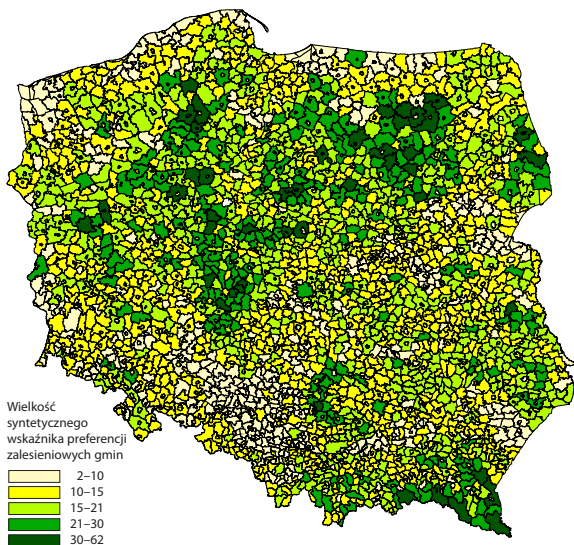 Wielkość
syntetycznego
wskaźnika preferencji
zalesieniowych gmin
2–10
10–15
15–21
21–30
30–62